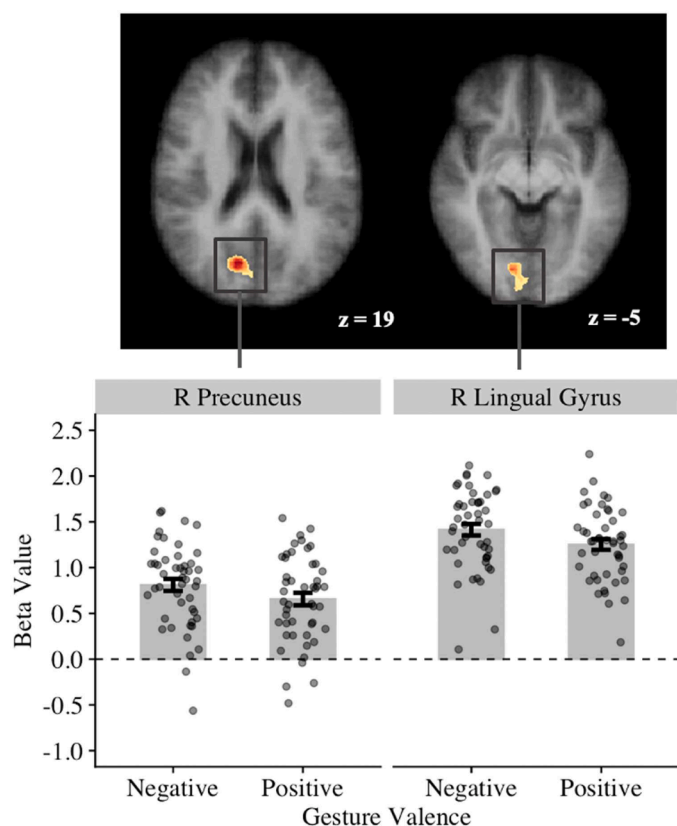 z = 19
z = -5
R Precuneus
R Lingual Gyrus
2.5
2.0
1.5
1.0
0.5
0.0
-0.5
-1.0
Beta Value
Negative
Positive
Negative
Positive
Gesture Valence